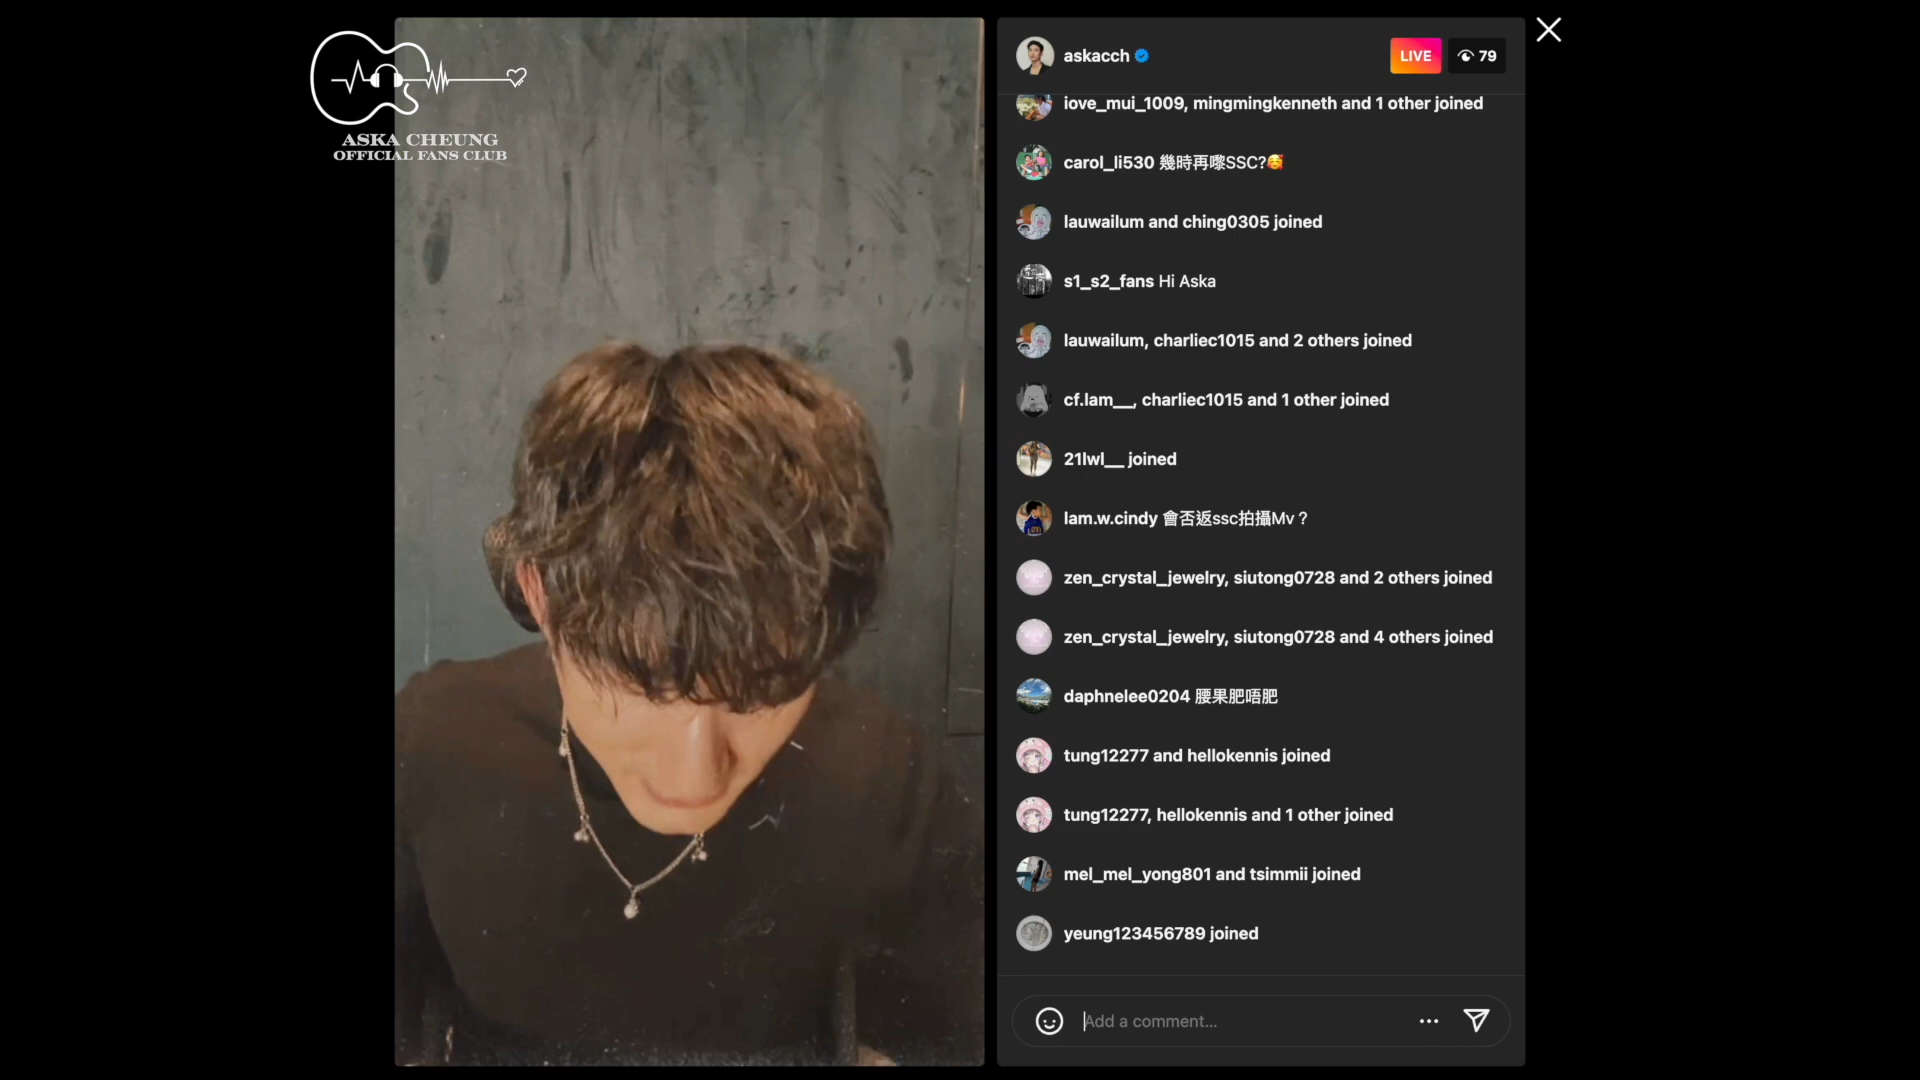 ASKA CHEUNG
OFFICIAL FANS CLUB
askacch
LIVE
79
iove_mui_1009, mingmingkenneth and 1 other joined
carol_li530 幾時再嚟SSC?🥰
lauwailum and ching0305 joined
s1_s2_fans Hi Aska
lauwailum, charliec1015 and 2 others joined
cf.lam__, charliec1015 and 1 other joined
21lwl__ joined
lam.w.cindy 會否返ssc拍攝Mv？
zen_crystal_jewelry, siutong0728 and 2 others joined
zen_crystal_jewelry, siutong0728 and 4 others joined
daphnelee0204 腰果肥唔肥
tung12277 and hellokennis joined
tung12277, hellokennis and 1 other joined
mel_mel_yong801 and tsimmii joined
yeung123456789 joined
Add a comment...